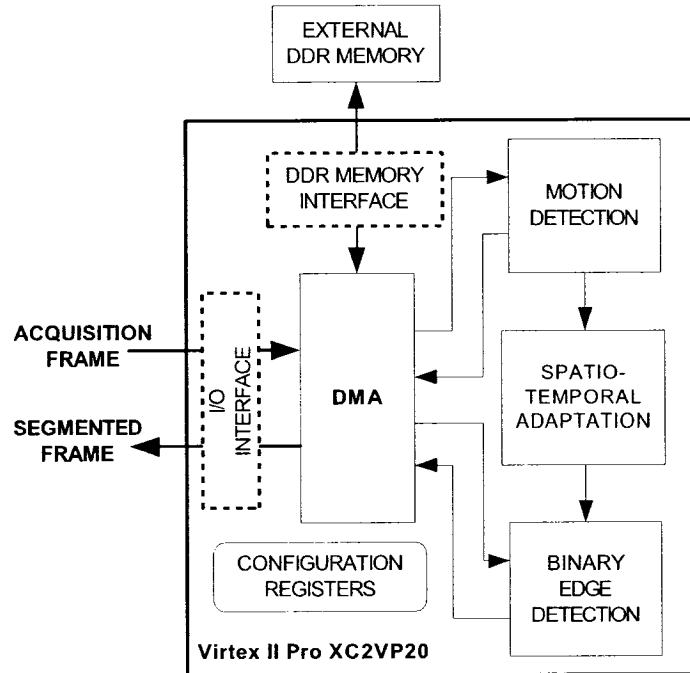 EXTERNAL
DDR MEMORY
DDR MEMORY
INTERFACE
MOTION
DETECTION
ACQUISITION
FRAME
I/O
INTERFACE
DMA
SPATIO-
TEMPORAL
ADAPTATION
SEGMENTED
FRAME
CONFIGURATION
REGISTERS
BINARY
EDGE
DETECTION
Virtex II Pro XC2VP20